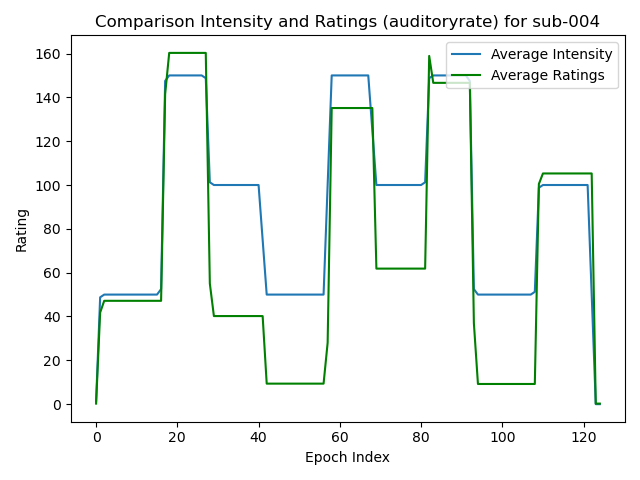 Comparison Intensity and Ratings (auditoryrate) for sub-004
Average Intensity
Average Ratings
Rating
160
140
120
100
80
60
40
20
0
0 20 40 60 80 100 120
Epoch Index